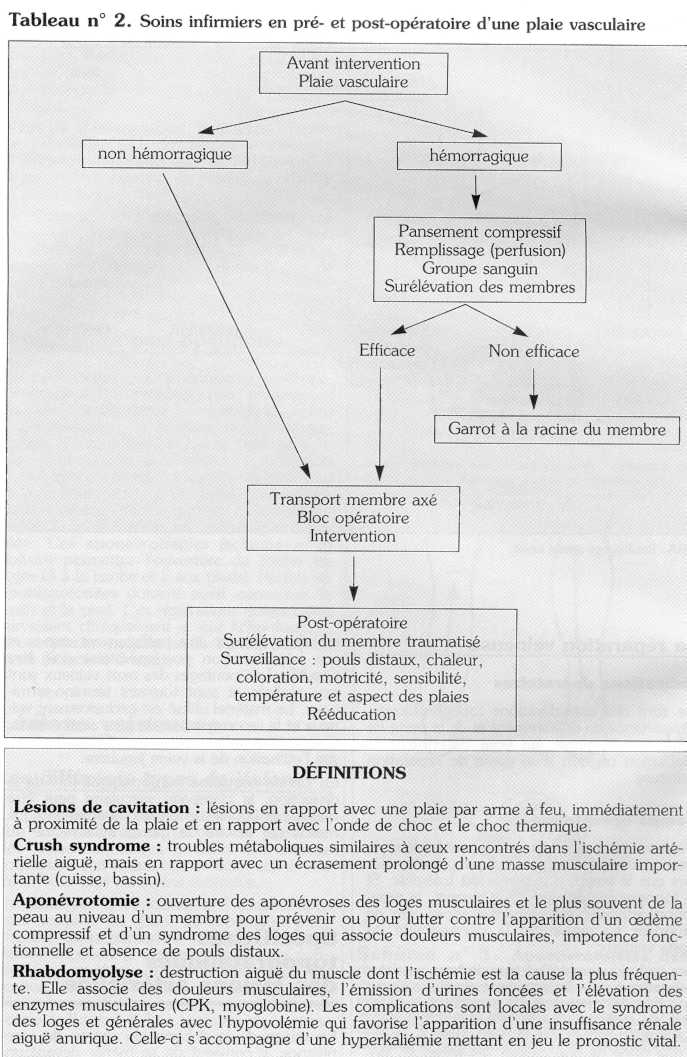 Tableau n° 2. Soins infirmiers en pré- et post-opératoire d'une plaie vasculaire
Avant intervention
Plaie vasculaire
non hémorragique
hémorragique
Pansement compressif
Remplissage (perfusion)
Groupe sanguin
Surélévation des membres
Efficace
Non efficace
Garrot à la racine du membre
Transport membre axé
Bloc opératoire
Intervention
Post-opératoire
Surélévation du membre traumatisé
Surveillance : pouls distaux, chaleur,
coloration, motricité, sensibilité,
température et aspect des plaies
Rééducation
DÉFINITIONS
Lésions de cavitation : lésions en rapport avec une plaie par arme à feu, immédiatement
à proximité de la plaie et en rapport avec l'onde de choc et le choc thermique.
Crush syndrome : troubles métaboliques similaires à ceux rencontrés dans l'ischémie arté-
rielle aiguë, mais en rapport avec un écrasement prolongé d'une masse musculaire impor-
tante (cuisse, bassin).
Aponévrotomie : ouverture des aponévroses des loges musculaires et le plus souvent de la
peau au niveau d'un membre pour prévenir ou pour lutter contre l'apparition d'un œdème
compressif et d'un syndrome des loges qui associe douleurs musculaires, impotence fonc-
tionnelle et absence de pouls distaux.
Rhabdomyolyse : destruction aiguë du muscle dont l'ischémie est la cause la plus fréquen-
te. Elle associe des douleurs musculaires, l'émission d'urines foncées et l'élévation des
enzymes musculaires (CPK, myoglobine). Les complications sont locales avec le syndrome
des loges et générales avec l'hypovolémie qui favorise l'apparition d'une insuffisance rénale
aiguë anurique. Celle-ci s'accompagne d'une hyperkaliémie mettant en jeu le pronostic vital.